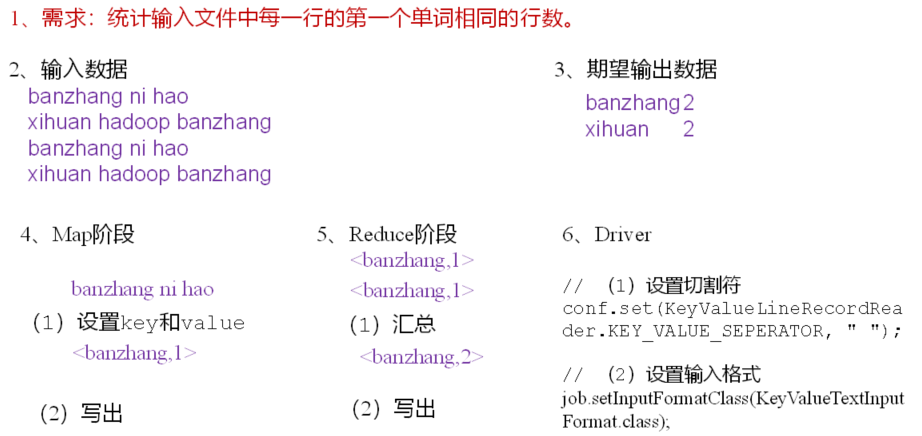 1、需求：统计输入文件中每一行的第一个单词相同的行数。
2、输入数据
banzhang ni hao
xihuan hadoop banzhang
banzhang ni hao
xihuan hadoop banzhang
3、期望输出数据
banzhang 2
xihuan 2
4、Map阶段
banzhang ni hao
（1）设置key和value
<banzhang,1>
（2）写出
5、Reduce阶段
<banzhang,1>
<banzhang,1>
（1）汇总
<banzhang,2>
（2）写出
6、Driver
// （1）设置切割符
conf.set(KeyValueLineRecordRea
der.KEY_VALUE_SEPERATOR, " ");
// （2）设置输入格式
job.setInputFormatClass(KeyValueTextInput
Format.class);